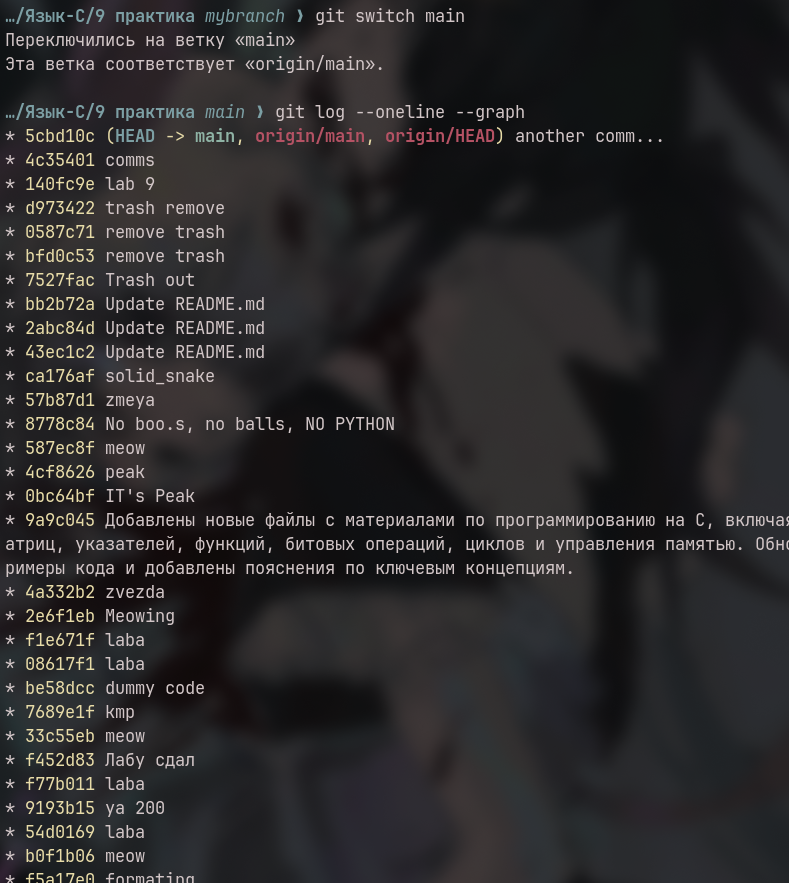 …/Язык-C/9 практика mybranch ❯ git switch main
Переключились на ветку «main»
Эта ветка соответствует «origin/main».
…/Язык-C/9 практика main ❯ git log --oneline --graph
* 5cbd10c (HEAD -> main, origin/main, origin/HEAD) another comm...
* 4c35401 comms
* 140fc9e lab 9
* d973422 trash remove
* 0587c71 remove trash
* bfd0c53 remove trash
* 7527fac Trash out
* bb2b72a Update README.md
* 2abc84d Update README.md
* 43ec1c2 Update README.md
* ca176af solid_snake
* 57b87d1 zmeya
* 8778c84 No boo.s, no balls, NO PYTHON
* 587ec8f meow
* 4cf8626 peak
* 0bc64bf IT's Peak
* 9a9c045 Добавлены новые файлы с материалами по программированию на C, включая
атриц, указателей, функций, битовых операций, циклов и управления памятью. Обно
римеры кода и добавлены пояснения по ключевым концепциям.
* 4a332b2 zvezda
* 2e6f1eb Meowing
* f1e671f laba
* 08617f1 laba
* be58dcc dummy code
* 7689e1f kmp
* 33c55eb meow
* f452d83 Лабу сдал
* f77b011 laba
* 9193b15 ya 200
* 54d0169 laba
* b0f1b06 meow
* f5a17e0 formating